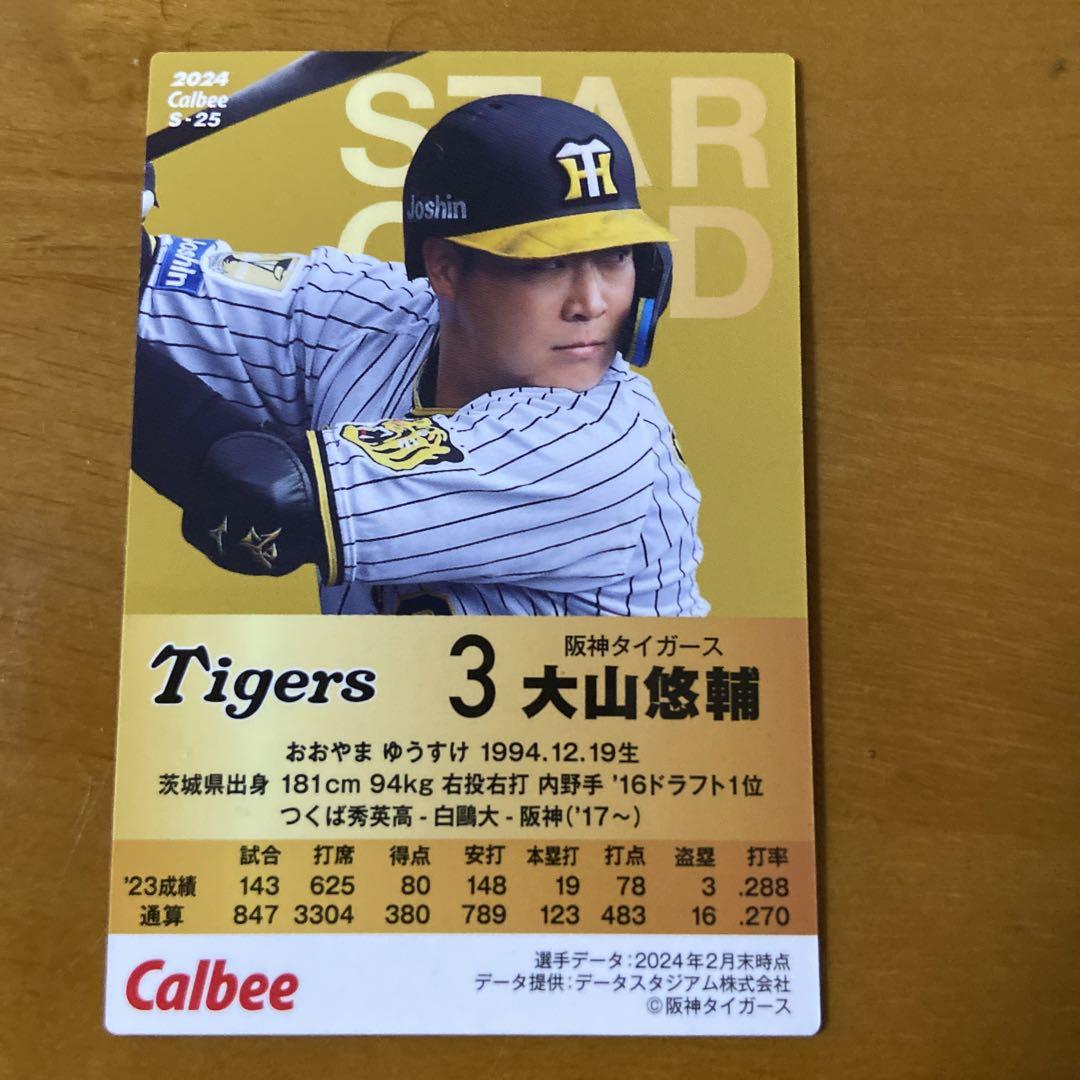 2024
Calbee
S-25
STAR
D
HT
Joshin
Joshin
Tigers
3
阪神タイガース
大山悠輔
おおやま ゆうすけ 1994.12.19生
茨城県出身 181cm 94kg 右投右打 内野手 '16ドラフト1位
つくば秀英高 - 白鷗大 - 阪神('17〜)
試合 打席 得点 安打 本塁打 打点 盗塁 打率
'23成績 143 625 80 148 19 78 3 .288
通算 847 3304 380 789 123 483 16 .270
Calbee
選手データ:2024年2月末時点
データ提供:データスタジアム株式会社
©阪神タイガース